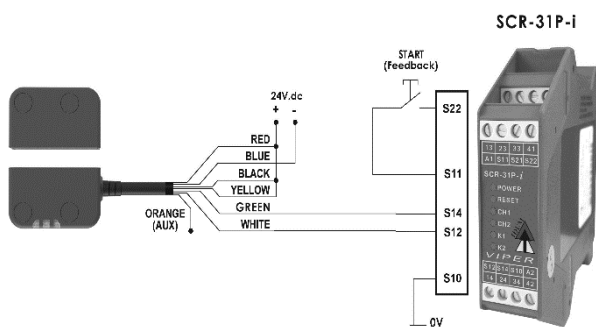 SCR-31P-i
START
(Feedback)
24V.dc
+ -
RED
BLUE
BLACK
YELLOW
GREEN
WHITE
ORANGE
(AUX)
S22
S11
S14
S12
S10
0V
13 23 33 41
A1 S11 S21 S22
SCR-31P-i
POWER
RESET
CH1
CH2
K1
K2
VIPER
S12 S14 S10 A2
14 24 34 42